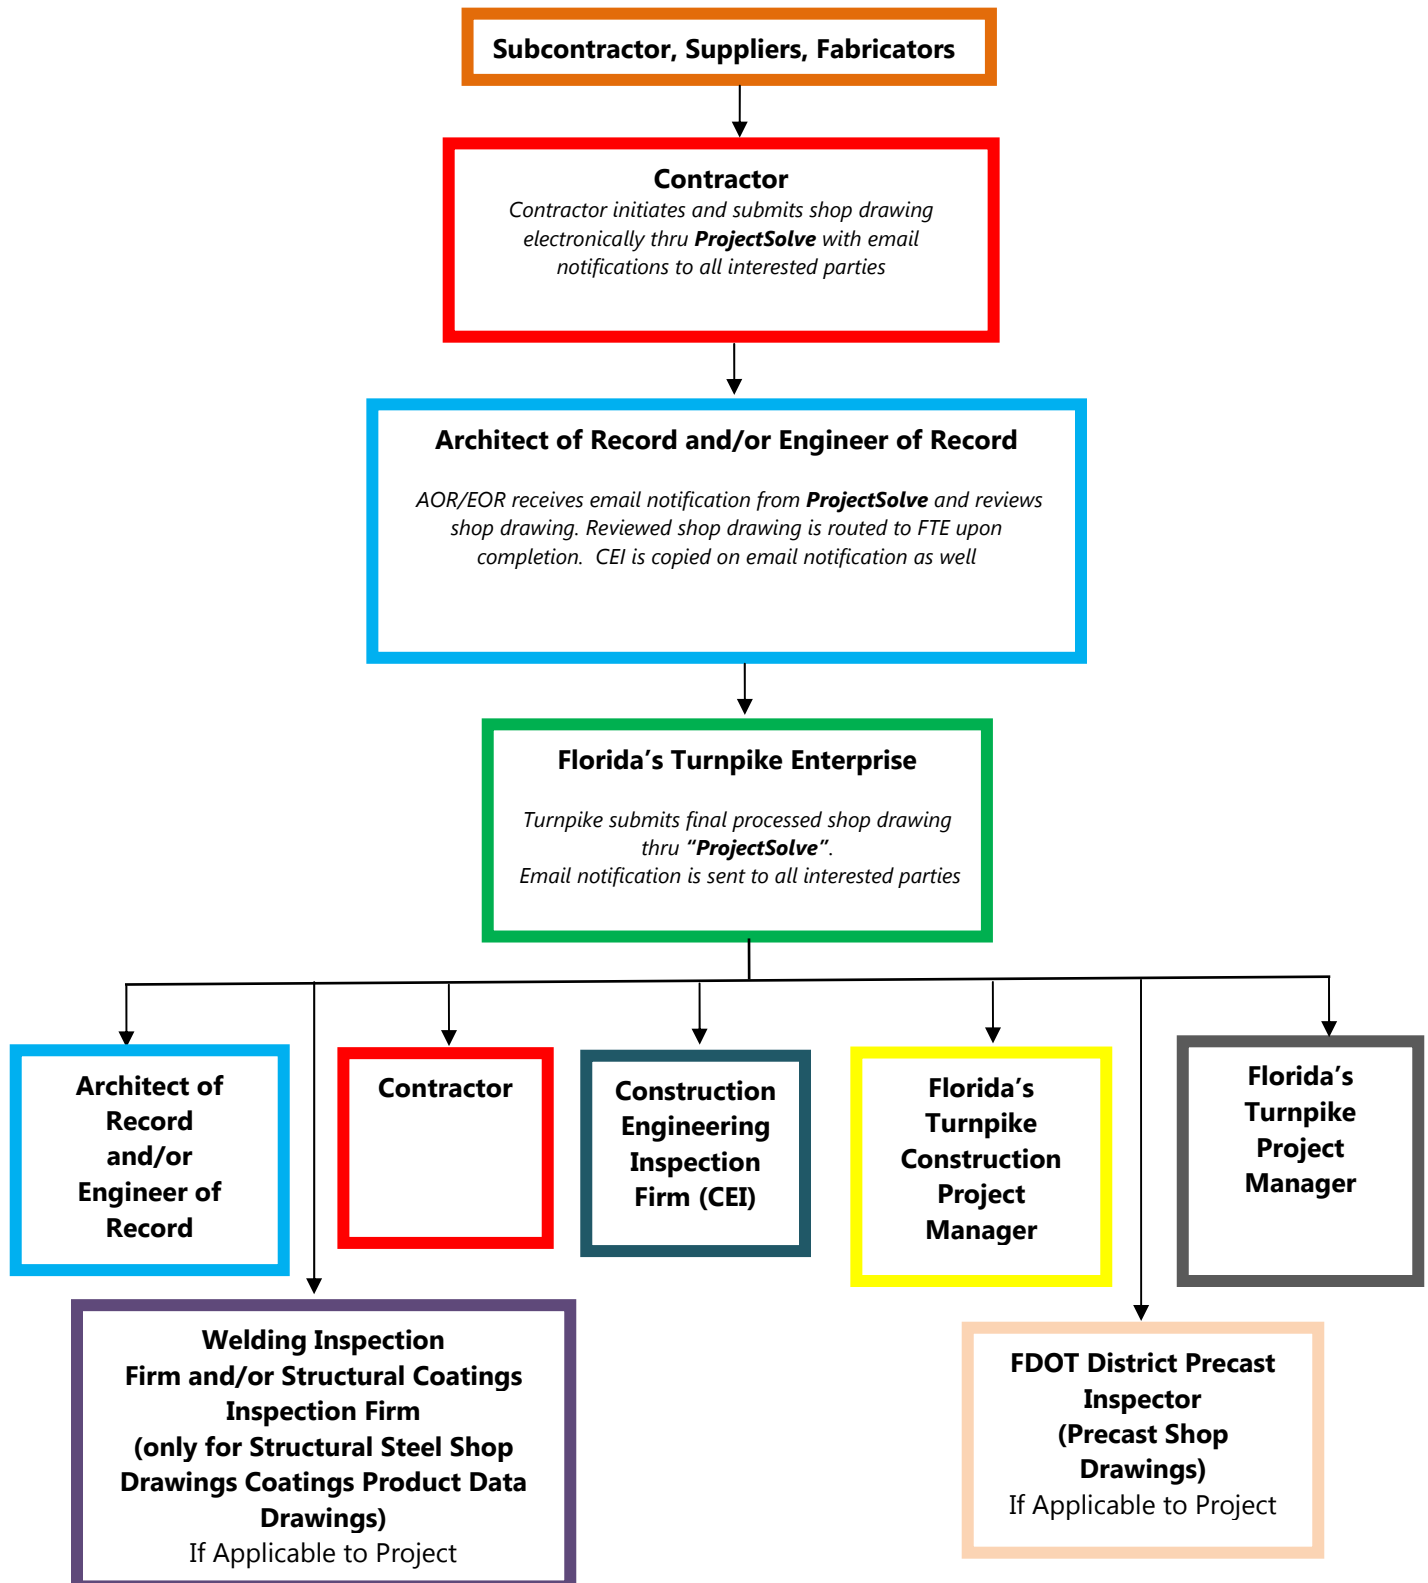 Subcontractor, Suppliers, Fabricators
Contractor
Contractor initiates and submits shop drawing
electronically thru ProjectSolve with email
notifications to all interested parties
Architect of Record and/or Engineer of Record
AOR/EOR receives email notification from ProjectSolve and reviews
shop drawing. Reviewed shop drawing is routed to FTE upon
completion.  CEI is copied on email notification as well
Florida’s Turnpike Enterprise
Turnpike submits final processed shop drawing
thru “ProjectSolve”.
Email notification is sent to all interested parties
Architect of
Record
and/or
Engineer of
Record
Contractor
Construction
Engineering
Inspection
Firm (CEI)
Florida’s
Turnpike
Construction
Project
Manager
Florida’s
Turnpike
Project
Manager
Welding Inspection
Firm and/or Structural Coatings
Inspection Firm
(only for Structural Steel Shop
Drawings Coatings Product Data
Drawings)
If Applicable to Project
FDOT District Precast
Inspector
(Precast Shop
Drawings)
If Applicable to Project